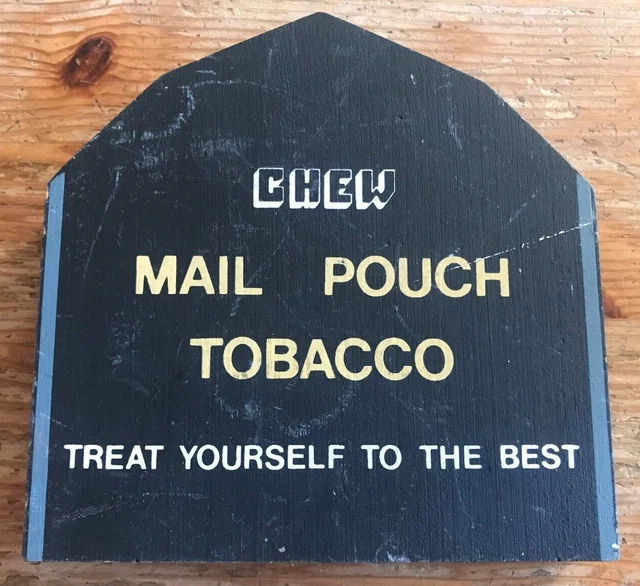 CHEW
MAIL POUCH
TOBACCO
TREAT YOURSELF TO THE BEST